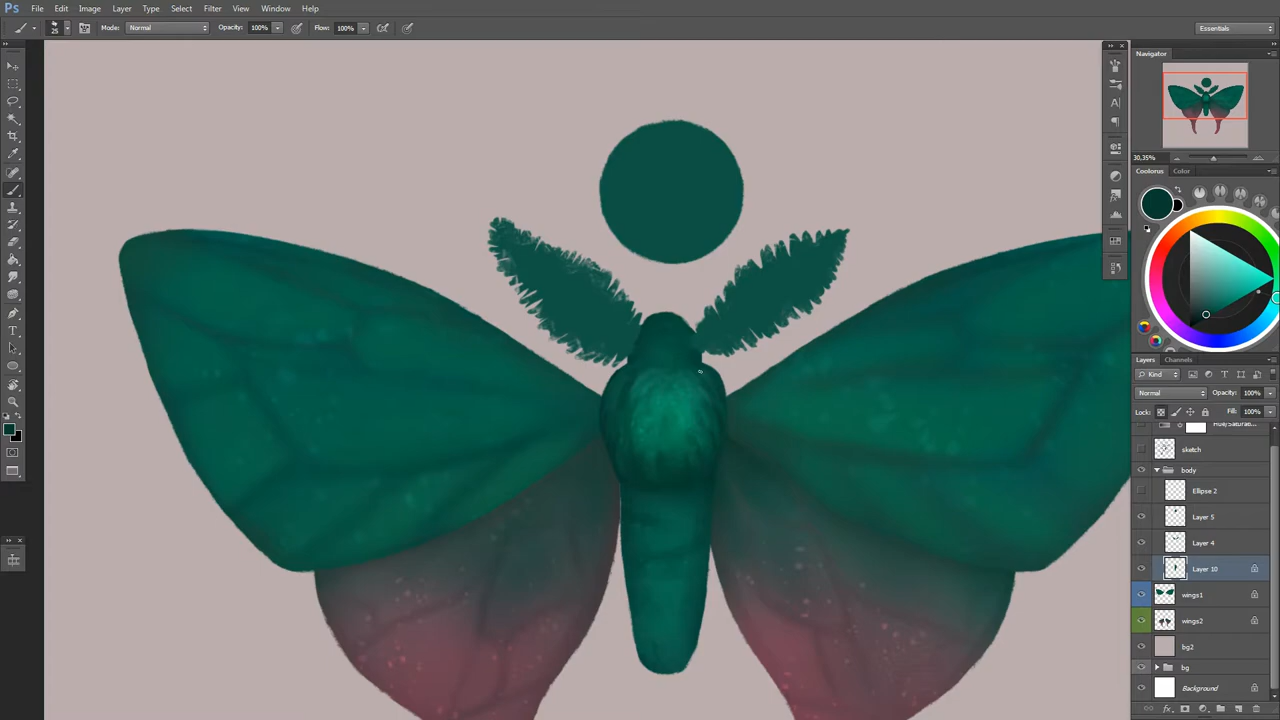 Ps File Edit Image Layer Type Select Filter View Window Help
25 Mode: Normal Opacity: 100% Flow: 100% Essentials
Navigator
30,35%
Coolorus Color
Layers Channels
Kind
Normal Opacity: 100%
Lock: Fill: 100%
sketch
body
Ellipse 2
Layer 5
Layer 4
Layer 10
wings1
wings2
bg2
bg
Background